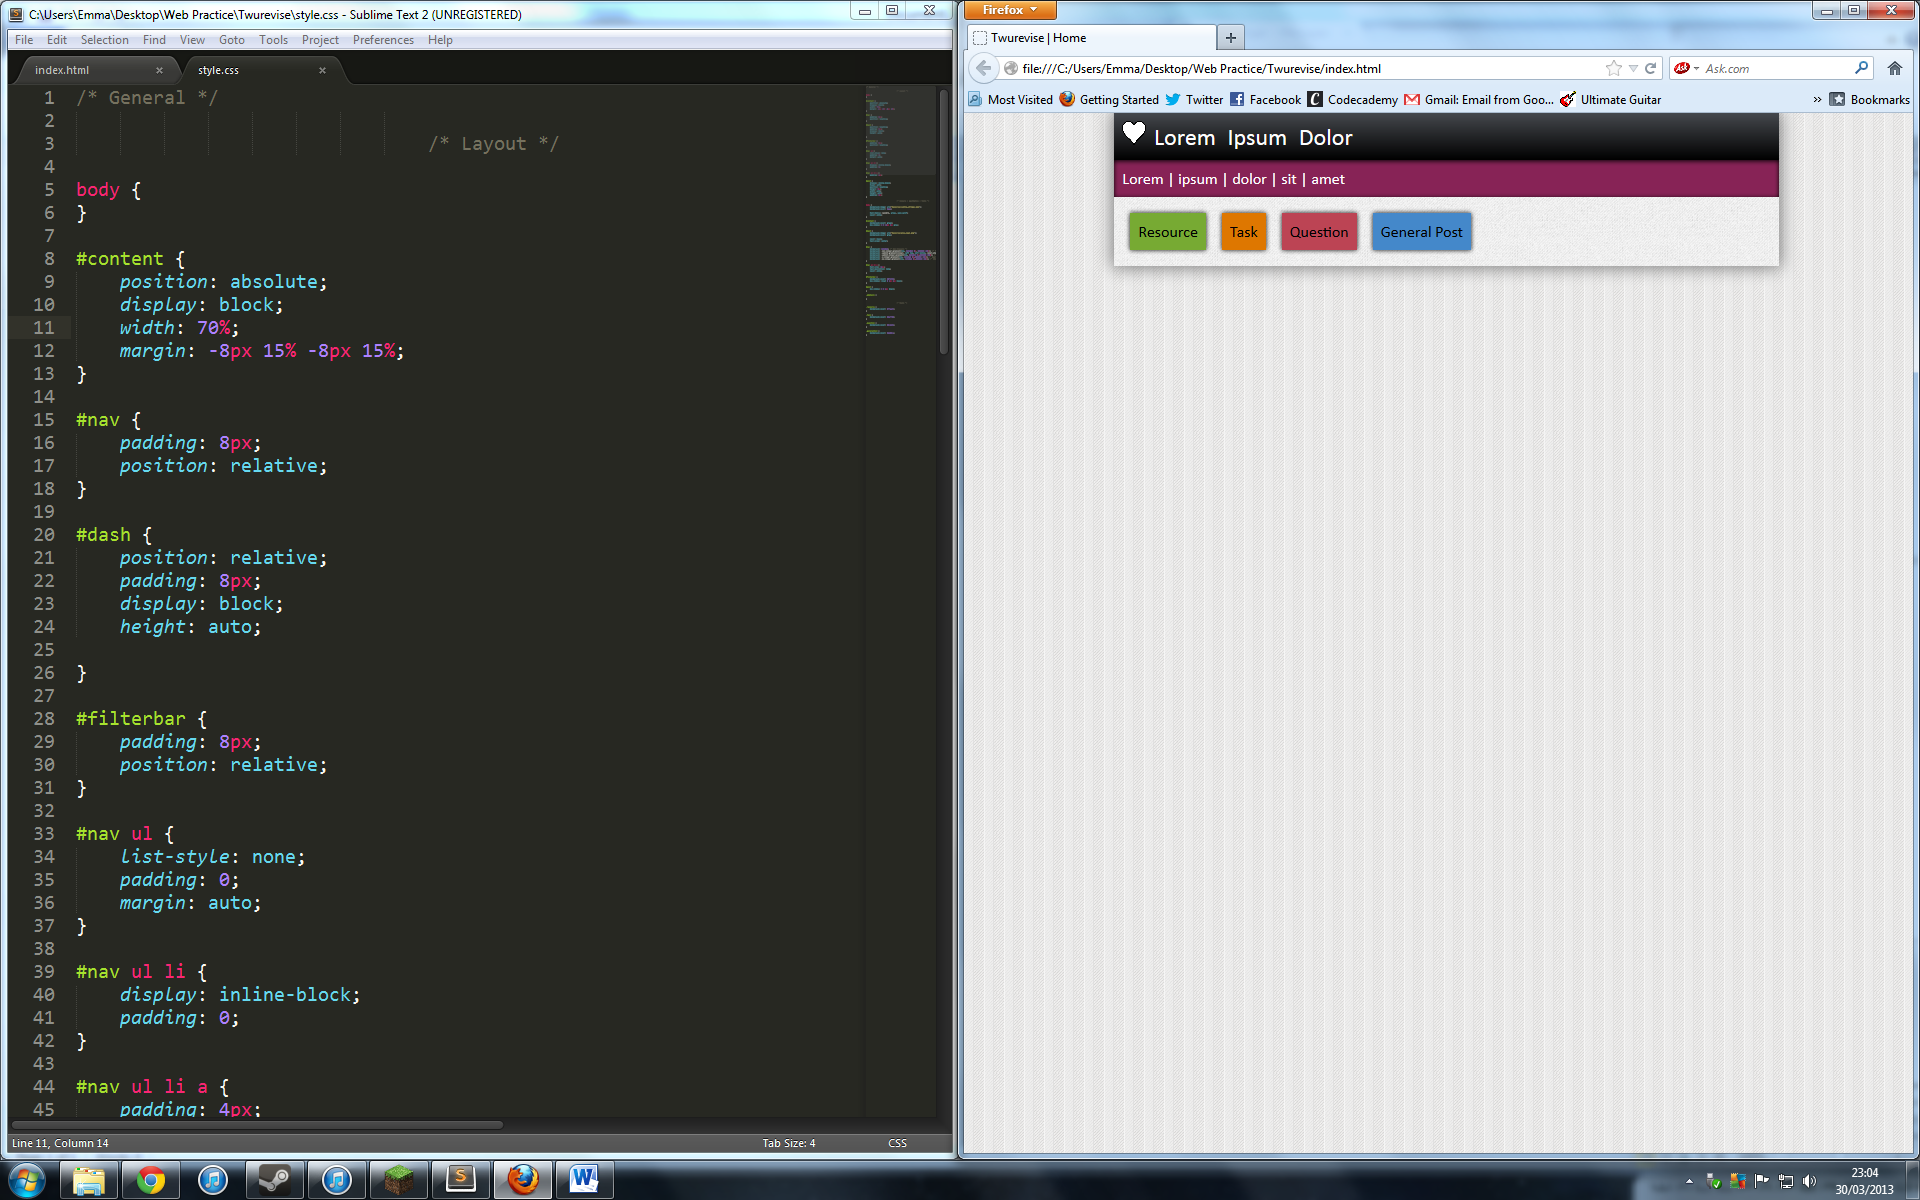 C:\Users\Emma\Desktop\Web Practice\Twurevise\style.css - Sublime Text 2 (UNREGISTERED)
File Edit Selection Find View Goto Tools Project Preferences Help
index.html × style.css ×
1 /* General */
2
3 /* Layout */
4
5 body {
6 }
7
8 #content {
9 position: absolute;
10 display: block;
11 width: 70%;
12 margin: -8px 15% -8px 15%;
13 }
14
15 #nav {
16 padding: 8px;
17 position: relative;
18 }
19
20 #dash {
21 position: relative;
22 padding: 8px;
23 display: block;
24 height: auto;
25
26 }
27
28 #filterbar {
29 padding: 8px;
30 position: relative;
31 }
32
33 #nav ul {
34 list-style: none;
35 padding: 0;
36 margin: auto;
37 }
38
39 #nav ul li {
40 display: inline-block;
41 padding: 0;
42 }
43
44 #nav ul li a {
45 padding: 4px;
Line 11, Column 14 Tab Size: 4 CSS
Firefox
Twurevise | Home
file:///C:/Users/Emma/Desktop/Web Practice/Twurevise/index.html Ask Ask.com
Most Visited Getting Started Twitter Facebook Codecademy Gmail: Email from Goo... Ultimate Guitar » Bookmarks
Lorem Ipsum Dolor
Lorem | ipsum | dolor | sit | amet
Resource Task Question General Post
23:04
30/03/2013